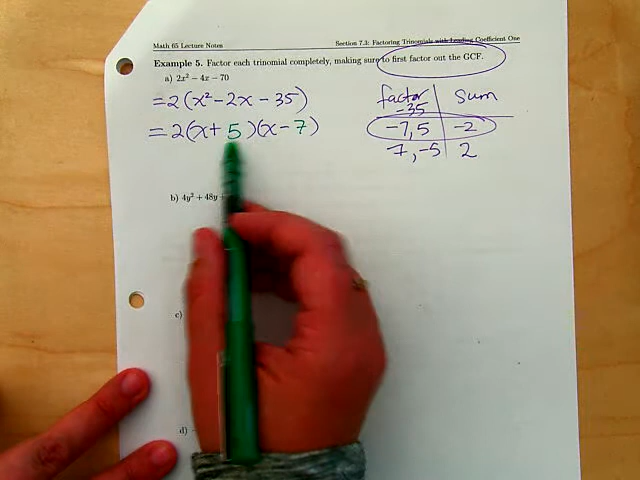 Math 65 Lecture Notes Section 7.3: Factoring Trinomials with Leading Coefficient One
Example 5. Factor each trinomial completely, making sure to first factor out the GCF.
a) 2x² − 4x − 70
= 2(x² − 2x − 35)
= 2(x + 5)(x − 7)
factor −35 sum
−7, 5 −2
7, −5 2
b) 4y² + 48y +
c)
d)